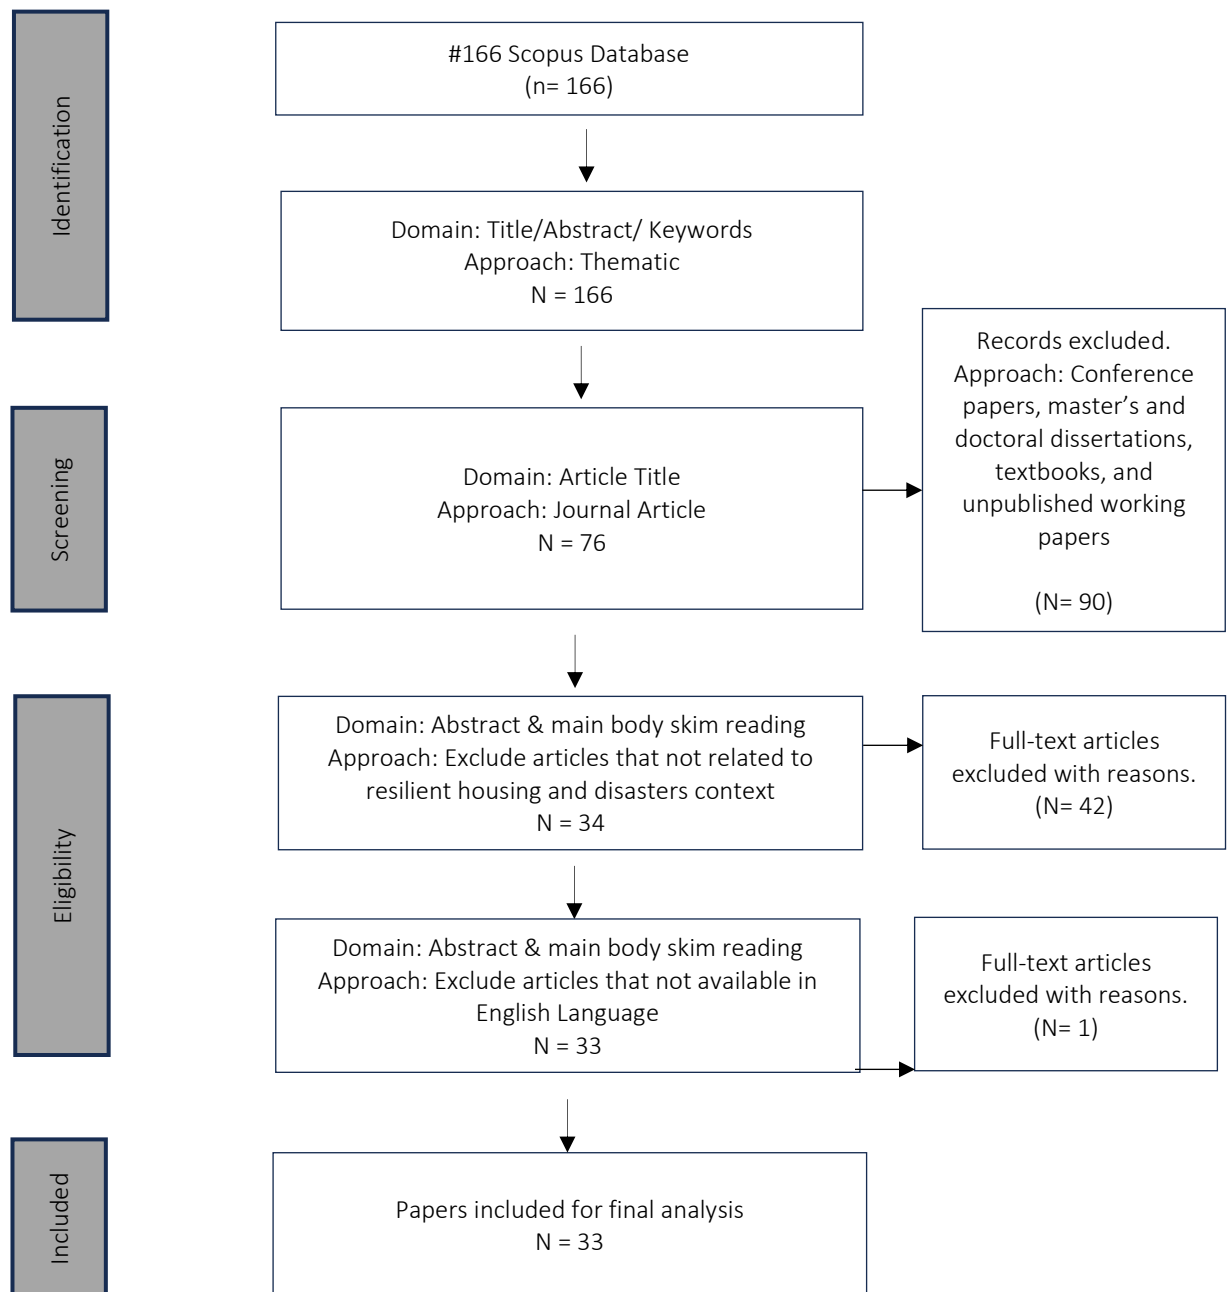 Identification
#166 Scopus Database
(n= 166)
Domain: Title/Abstract/ Keywords
Approach: Thematic
N = 166
Screening
Domain: Article Title
Approach: Journal Article
N = 76
Records excluded.
Approach: Conference
papers, master’s and
doctoral dissertations,
textbooks, and
unpublished working
papers
(N= 90)
Eligibility
Domain: Abstract & main body skim reading
Approach: Exclude articles that not related to
resilient housing and disasters context
N = 34
Full-text articles
excluded with reasons.
(N= 42)
Domain: Abstract & main body skim reading
Approach: Exclude articles that not available in
English Language
N = 33
Full-text articles
excluded with reasons.
(N= 1)
Included
Papers included for final analysis
N = 33